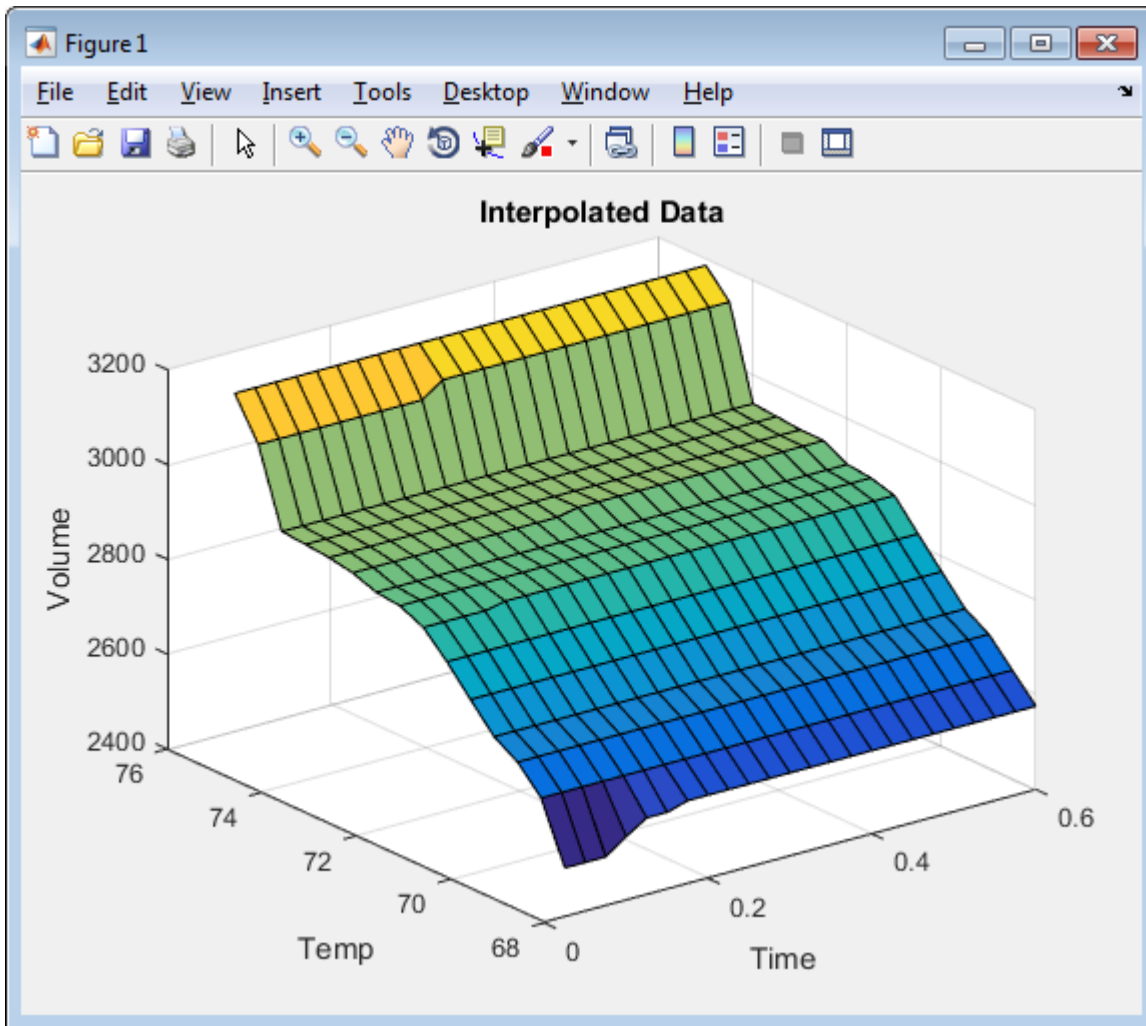 Figure 1
File Edit View Insert Tools Desktop Window Help
Interpolated Data
3200
3000
2800
2600
2400
Volume
76
74
72
70
68
Temp
0
0.2
0.4
0.6
Time